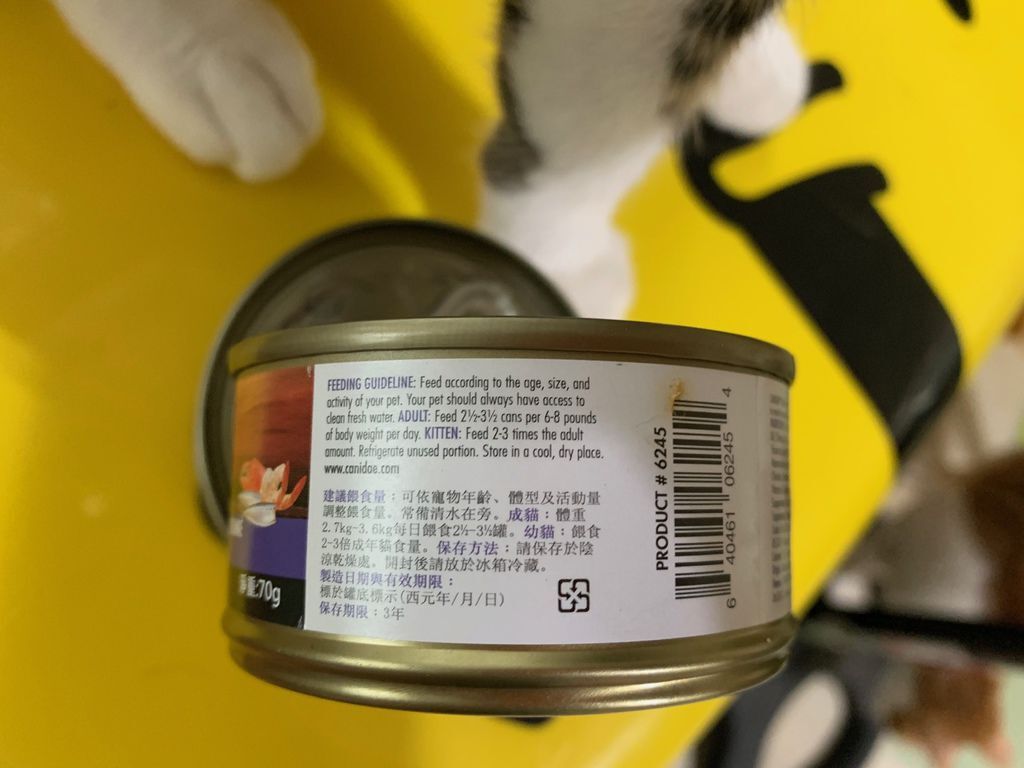 FEEDING GUIDELINE: Feed according to the age, size, and
activity of your pet. Your pet should always have access to
clean fresh water. ADULT: Feed 2½-3½ cans per 6-8 pounds
of body weight per day. KITTEN: Feed 2-3 times the adult
amount. Refrigerate unused portion. Store in a cool, dry place.
www.canidae.com
建議餵食量：可依寵物年齡、體型及活動量
調整餵食量。常備清水在旁。成貓：體重
2.7kg-3.6kg每日餵食2½-3½罐。幼貓：餵食
2-3倍成年貓食量。保存方法：請保存於陰
涼乾燥處。開封後請放於冰箱冷藏。
製造日期與有效期限：
標於罐底標示(西元年/月/日)
保存期限：3年
淨重:70g
PRODUCT # 6245
6 40461 06245 4